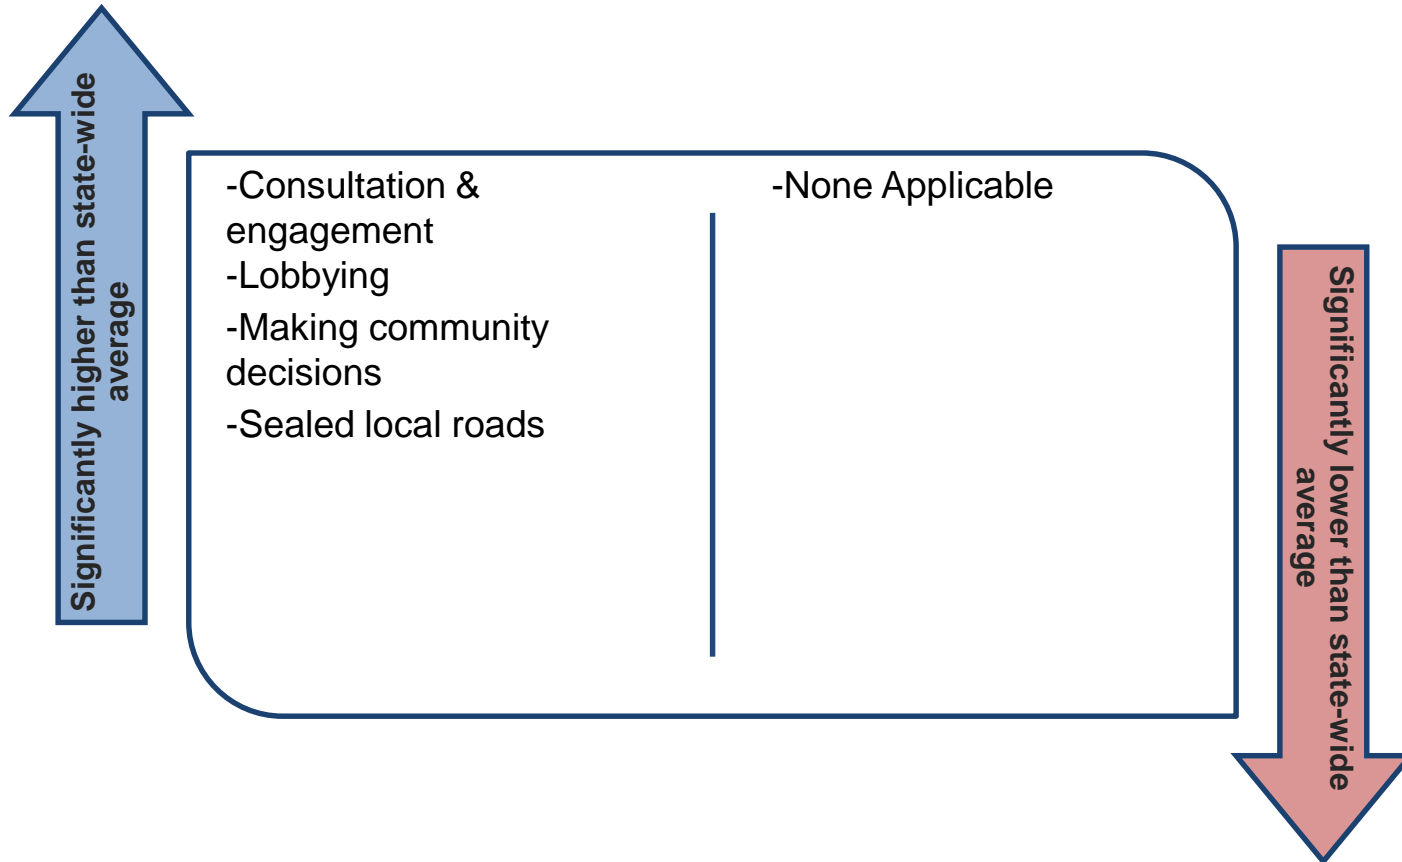 Significantly higher than state-wide
average
-Consultation &
engagement
-Lobbying
-Making community
decisions
-Sealed local roads
-None Applicable
Significantly lower than state-wide
average